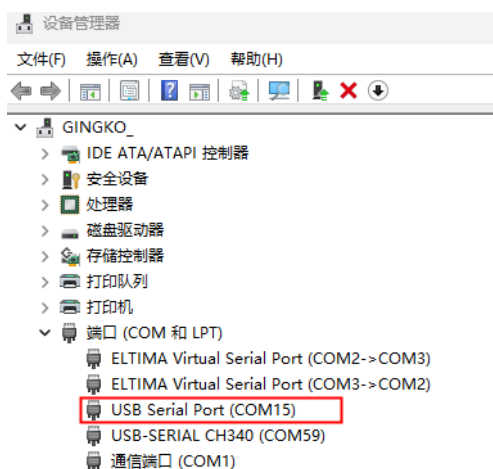 设备管理器
文件(F) 操作(A) 查看(V) 帮助(H)
GINGKO_
IDE ATA/ATAPI 控制器
安全设备
处理器
磁盘驱动器
存储控制器
打印队列
打印机
端口 (COM 和 LPT)
ELTIMA Virtual Serial Port (COM2->COM3)
ELTIMA Virtual Serial Port (COM3->COM2)
USB Serial Port (COM15)
USB-SERIAL CH340 (COM59)
通信端口 (COM1)